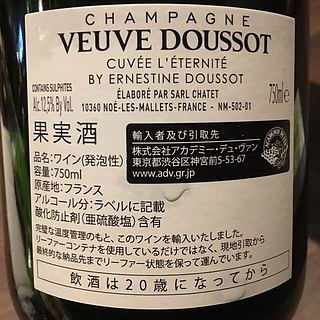 CHAMPAGNE
VEUVE DOUSSOT
CUVÉE L'ÉTERNITÉ
BY ERNESTINE DOUSSOT
CONTAINS SULPHITES
Alc.12,5% By Vol.
ÉLABORÉ PAR SARL CHATET
10360 NOÉ-LES-MALLETS-FRANCE - NM-502-01
750ml e
果実酒
輸入者及び引取先
株式会社アカデミー・デュ・ヴァン
東京都渋谷区神宮前5-53-67
www.adv.gr.jp
品名:ワイン(発泡性)
容量:750ml
原産地:フランス
アルコール分:ラベルに記載
酸化防止剤(亜硫酸塩)含有
完璧な温度管理のもと、このワインを輸入いたしました。
リーファーコンテナを使用しているだけではなく、現地引取から
最終的な納品先までリーファー状態を保って運んでいます。
飲酒は20歳になってから